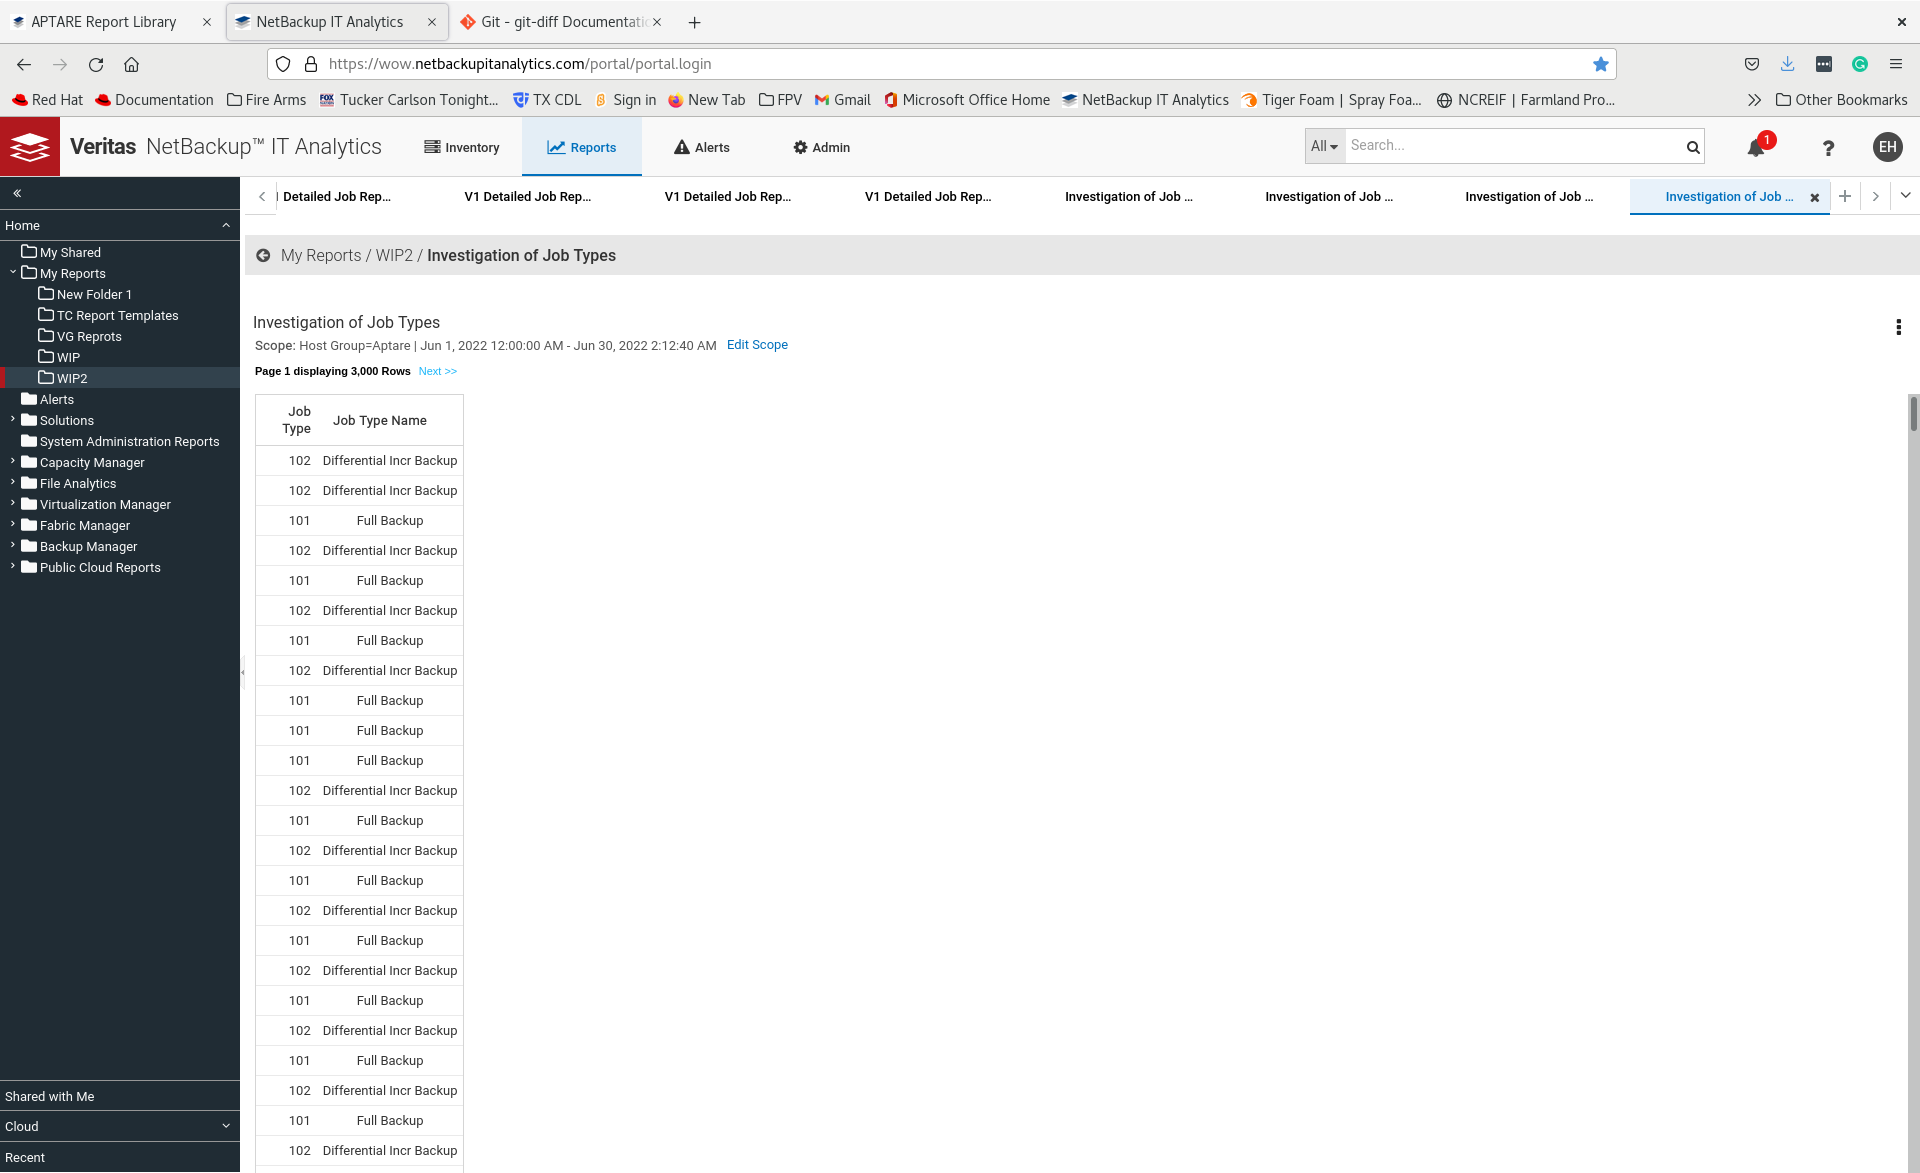 APTARE Report Library
NetBackup IT Analytics
Git - git-diff Documentatic
https://wow.netbackupitanalytics.com/portal/portal.login
Red Hat
Documentation
Fire Arms
FOX
Tucker Carlson Tonight...
TX CDL
Sign in
New Tab
FPV
Gmail
Microsoft Office Home
NetBackup IT Analytics
Tiger Foam | Spray Foa...
NCREIF | Farmland Pro...
Other Bookmarks
Veritas NetBackup™ IT Analytics
Inventory
Reports
Alerts
Admin
All
Search...
1
?
EH
Detailed Job Rep...
V1 Detailed Job Rep...
V1 Detailed Job Rep...
V1 Detailed Job Rep...
Investigation of Job ...
Investigation of Job ...
Investigation of Job ...
Investigation of Job ...
Home
My Shared
My Reports
New Folder 1
TC Report Templates
VG Reprots
WIP
WIP2
Alerts
Solutions
System Administration Reports
Capacity Manager
File Analytics
Virtualization Manager
Fabric Manager
Backup Manager
Public Cloud Reports
Shared with Me
Cloud
Recent
My Reports / WIP2 / Investigation of Job Types
Investigation of Job Types
Scope: Host Group=Aptare | Jun 1, 2022 12:00:00 AM - Jun 30, 2022 2:12:40 AM Edit Scope
Page 1 displaying 3,000 Rows Next >>
Job Type Job Type Name
102 Differential Incr Backup
102 Differential Incr Backup
101 Full Backup
102 Differential Incr Backup
101 Full Backup
102 Differential Incr Backup
101 Full Backup
102 Differential Incr Backup
101 Full Backup
101 Full Backup
101 Full Backup
102 Differential Incr Backup
101 Full Backup
102 Differential Incr Backup
101 Full Backup
102 Differential Incr Backup
101 Full Backup
102 Differential Incr Backup
101 Full Backup
102 Differential Incr Backup
101 Full Backup
102 Differential Incr Backup
101 Full Backup
102 Differential Incr Backup